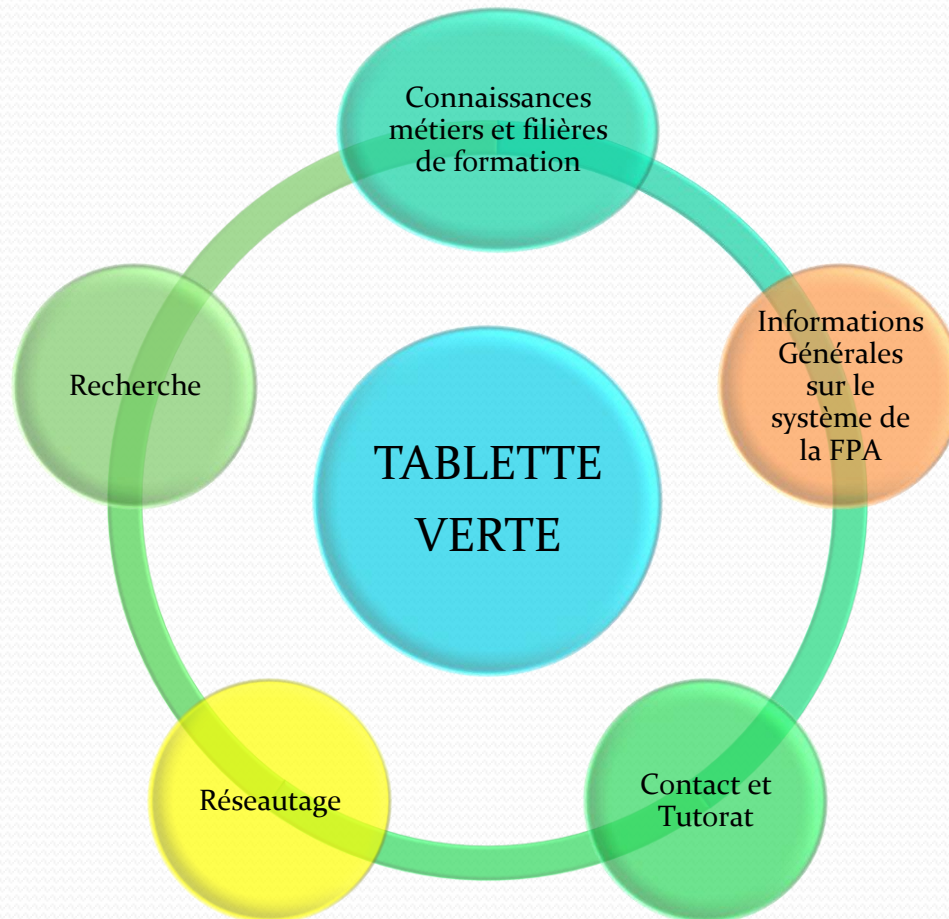 Connaissances
métiers et filières
de formation
Informations
Générales
sur le
système de
la FPA
Contact et
Tutorat
Réseautage
Recherche
TABLETTE
VERTE